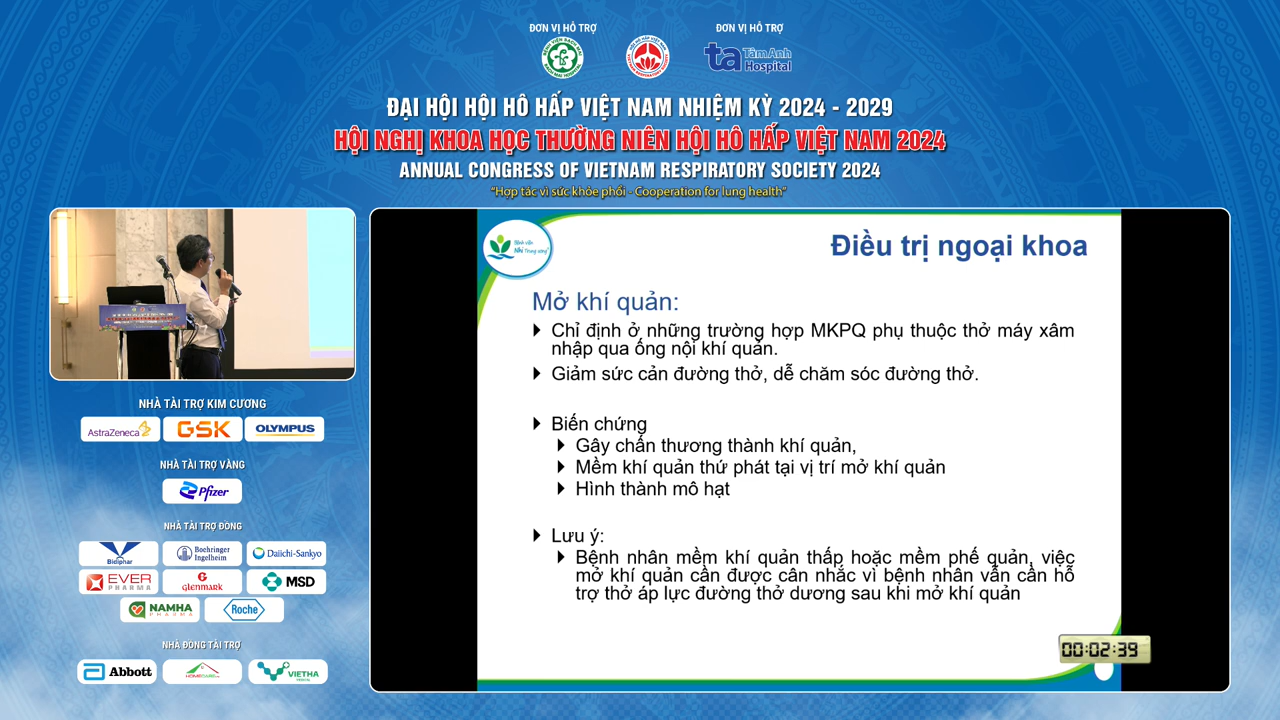 ĐƠN VỊ HỖ TRỢ
ĐƠN VỊ HỖ TRỢ
ta TâmAnh Hospital
ĐẠI HỘI HỘI HÔ HẤP VIỆT NAM NHIỆM KỲ 2024 - 2029
HỘI NGHỊ KHOA HỌC THƯỜNG NIÊN HỘI HÔ HẤP VIỆT NAM 2024
ANNUAL CONGRESS OF VIETNAM RESPIRATORY SOCIETY 2024
"Hợp tác vì sức khỏe phổi - Cooperation for lung health"
Bệnh viện
Nhi Trung ương
Điều trị ngoại khoa
Mở khí quản:
Chỉ định ở những trường hợp MKPQ phụ thuộc thở máy xâm
nhập qua ống nội khí quản.
Giảm sức cản đường thở, dễ chăm sóc đường thở.
Biến chứng
Gây chấn thương thành khí quản,
Mềm khí quản thứ phát tại vị trí mở khí quản
Hình thành mô hạt
Lưu ý:
Bệnh nhân mềm khí quản thấp hoặc mềm phế quản, việc
mở khí quản cần được cân nhắc vì bệnh nhân vẫn cần hỗ
trợ thở áp lực đường thở dương sau khi mở khí quản
00:02:39
NHÀ TÀI TRỢ KIM CƯƠNG
AstraZeneca GSK OLYMPUS
NHÀ TÀI TRỢ VÀNG
Pfizer
NHÀ TÀI TRỢ ĐỒNG
Bidiphar Boehringer Ingelheim Daiichi-Sankyo
EVER PHARMA GLENMARK MSD
NAMHA PHARMA Roche
NHÀ ĐỒNG TÀI TRỢ
Abbott VIETHA